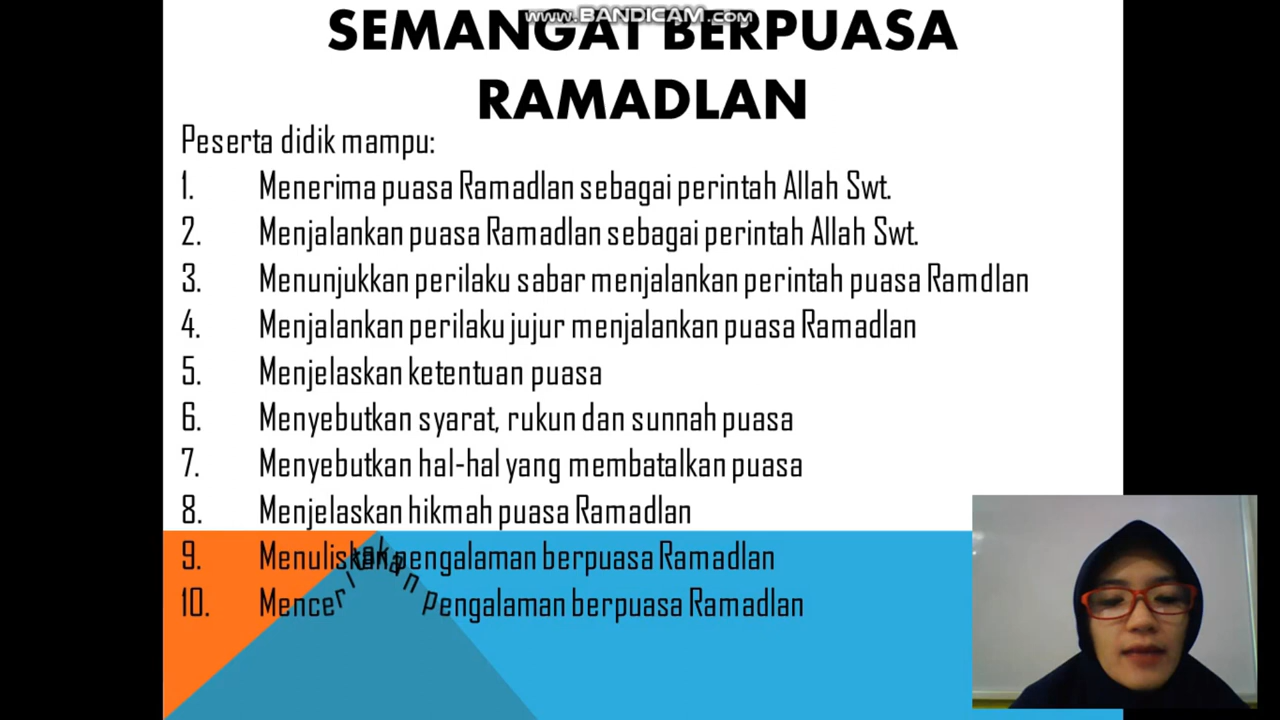 www.BANDICAM.com
SEMANGAT BERPUASA
RAMADLAN
Peserta didik mampu:
1. Menerima puasa Ramadlan sebagai perintah Allah Swt.
2. Menjalankan puasa Ramadlan sebagai perintah Allah Swt.
3. Menunjukkan perilaku sabar menjalankan perintah puasa Ramdlan
4. Menjalankan perilaku jujur menjalankan puasa Ramadlan
5. Menjelaskan ketentuan puasa
6. Menyebutkan syarat, rukun dan sunnah puasa
7. Menyebutkan hal-hal yang membatalkan puasa
8. Menjelaskan hikmah puasa Ramadlan
9. Menuliskan pengalaman berpuasa Ramadlan
10. Menceritakan pengalaman berpuasa Ramadlan